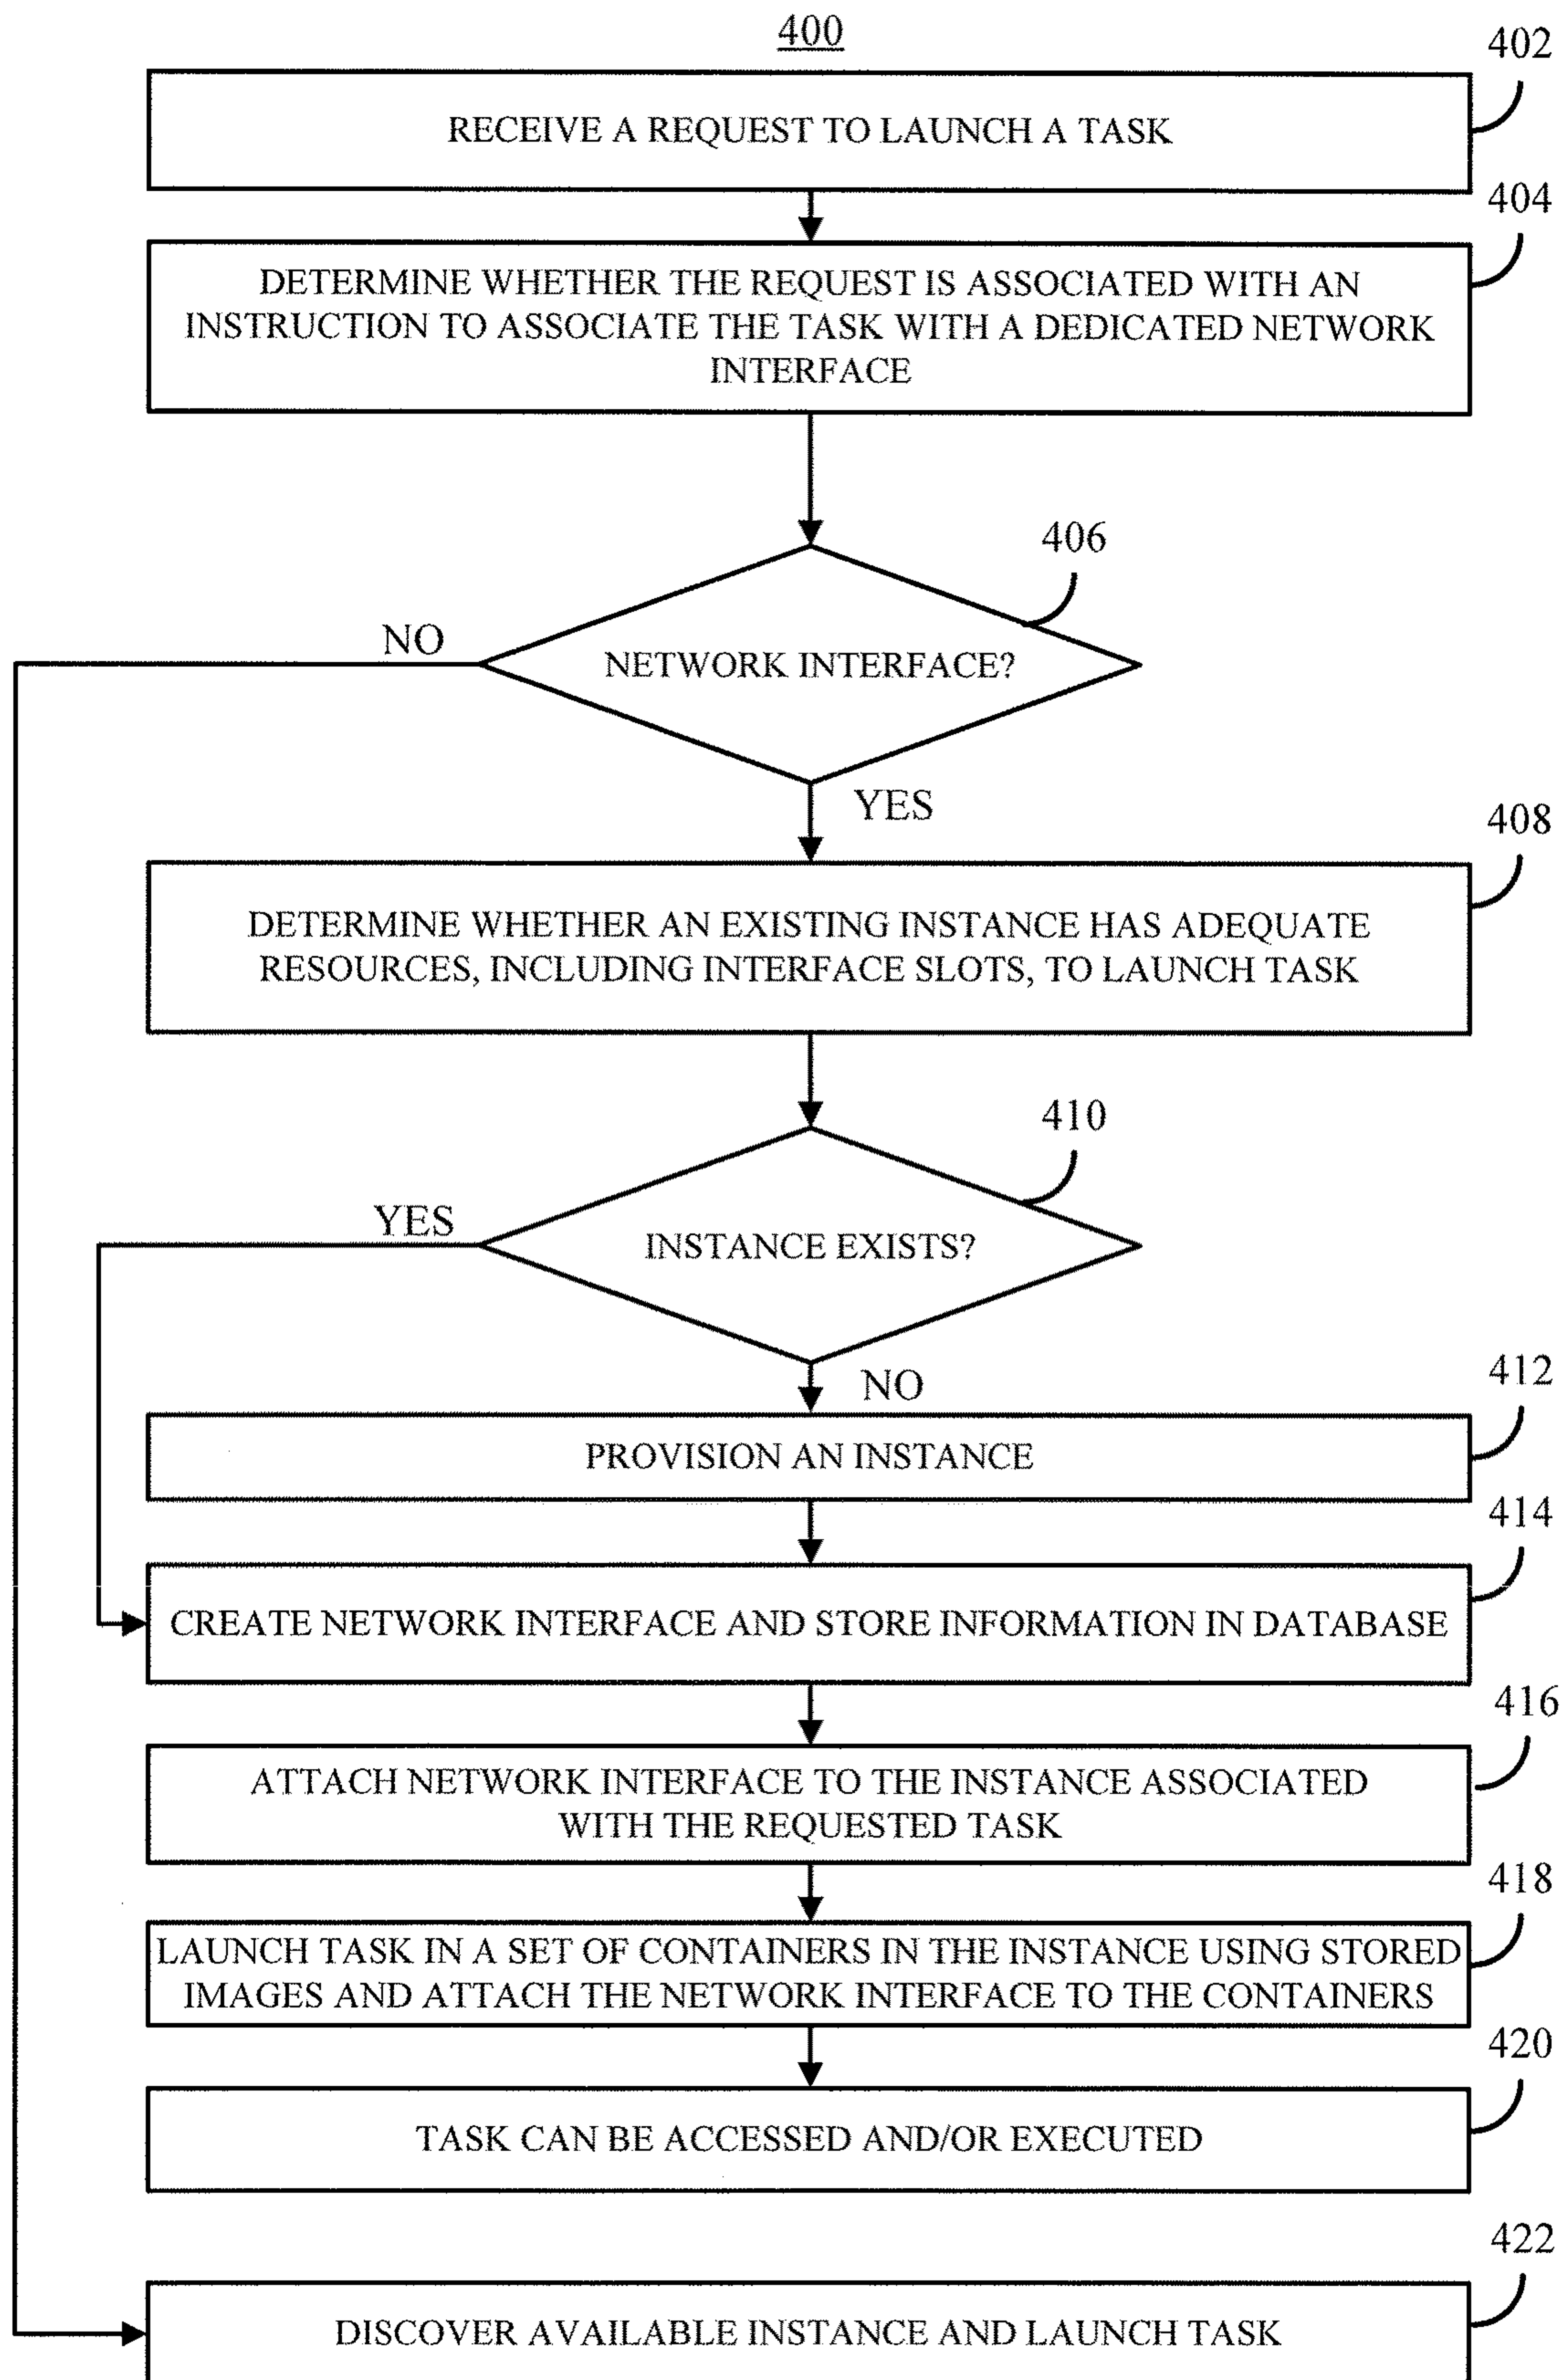 400
402
RECEIVE A REQUEST TO LAUNCH A TASK
404
DETERMINE WHETHER THE REQUEST IS ASSOCIATED WITH AN
INSTRUCTION TO ASSOCIATE THE TASK WITH A DEDICATED NETWORK
INTERFACE
406
NO
NETWORK INTERFACE?
YES
408
DETERMINE WHETHER AN EXISTING INSTANCE HAS ADEQUATE
RESOURCES, INCLUDING INTERFACE SLOTS, TO LAUNCH TASK
410
YES
INSTANCE EXISTS?
NO
412
PROVISION AN INSTANCE
414
CREATE NETWORK INTERFACE AND STORE INFORMATION IN DATABASE
416
ATTACH NETWORK INTERFACE TO THE INSTANCE ASSOCIATED
WITH THE REQUESTED TASK
418
LAUNCH TASK IN A SET OF CONTAINERS IN THE INSTANCE USING STORED
IMAGES AND ATTACH THE NETWORK INTERFACE TO THE CONTAINERS
420
TASK CAN BE ACCESSED AND/OR EXECUTED
422
DISCOVER AVAILABLE INSTANCE AND LAUNCH TASK